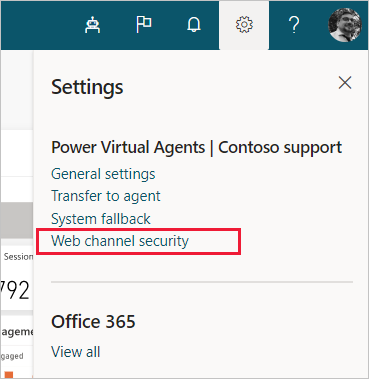 ?
Settings
Power Virtual Agents | Contoso support
General settings
Transfer to agent
System fallback
Web channel security
Office 365
View all
Session
792
agement
gaged